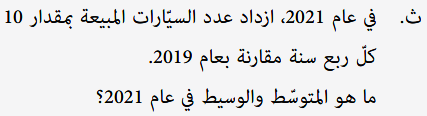 ث. في عام 2021، ازداد عدد السيّارات المبيعة بمقدار 10
كلّ ربع سنة مقارنة بعام 2019.
ما هو المتوسّط والوسيط في عام 2021؟